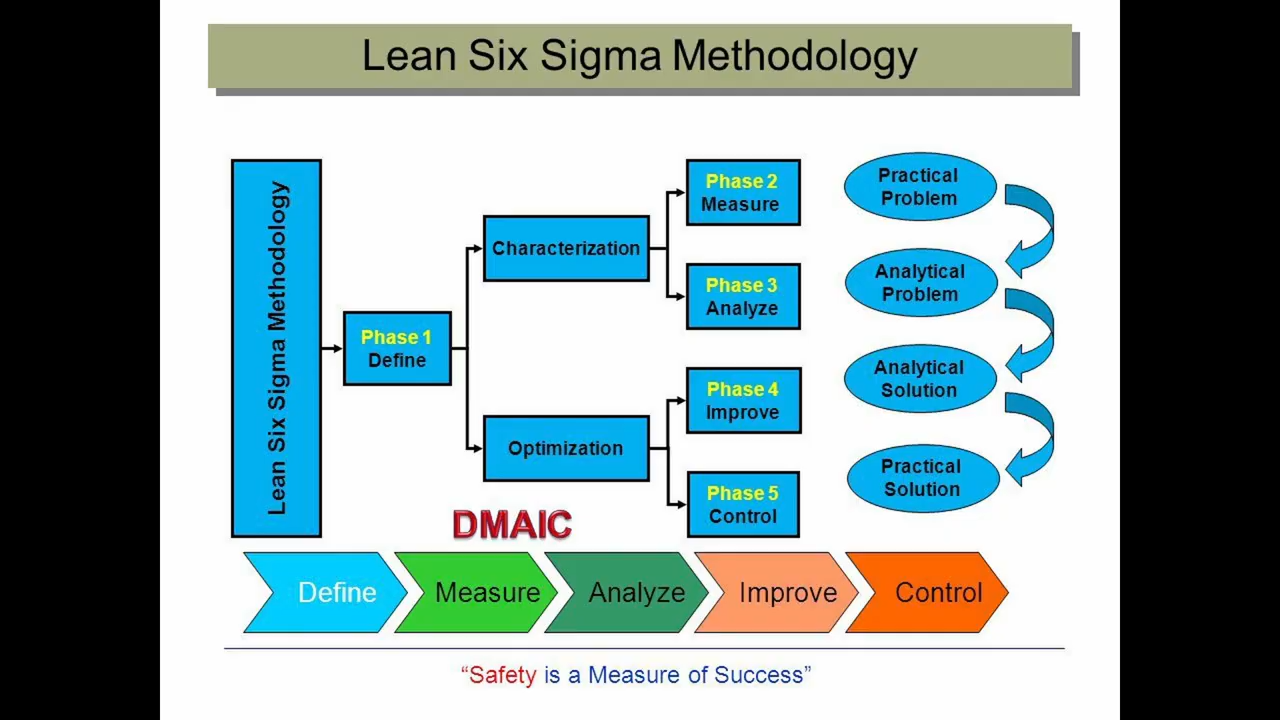 Lean Six Sigma Methodology
Lean Six Sigma Methodology
Phase 1
Define
Characterization
Optimization
Phase 2
Measure
Phase 3
Analyze
Phase 4
Improve
Phase 5
Control
Practical
Problem
Analytical
Problem
Analytical
Solution
Practical
Solution
DMAIC
Define
Measure
Analyze
Improve
Control
“Safety is a Measure of Success”